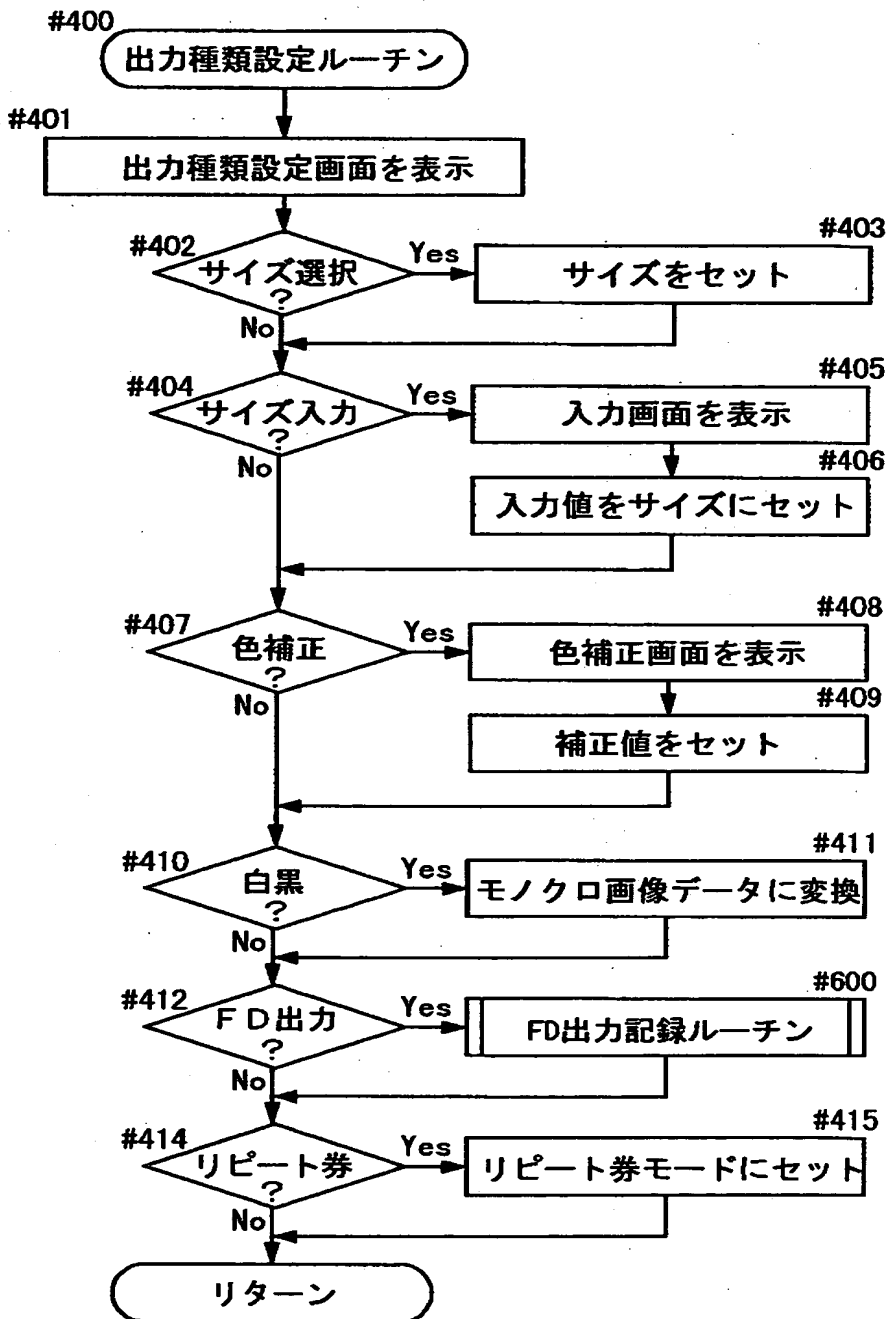 #400
出力種類設定ルーチン
#401
出力種類設定画面を表示
#402
サイズ選択
?
Yes
No
#403
サイズをセット
#404
サイズ入力
?
Yes
No
#405
入力画面を表示
#406
入力値をサイズにセット
#407
色補正
?
Yes
No
#408
色補正画面を表示
#409
補正値をセット
#410
白黒
?
Yes
No
#411
モノクロ画像データに変換
#412
FD出力
?
Yes
No
#600
FD出力記録ルーチン
#414
リピート券
?
Yes
No
#415
リピート券モードにセット
リターン